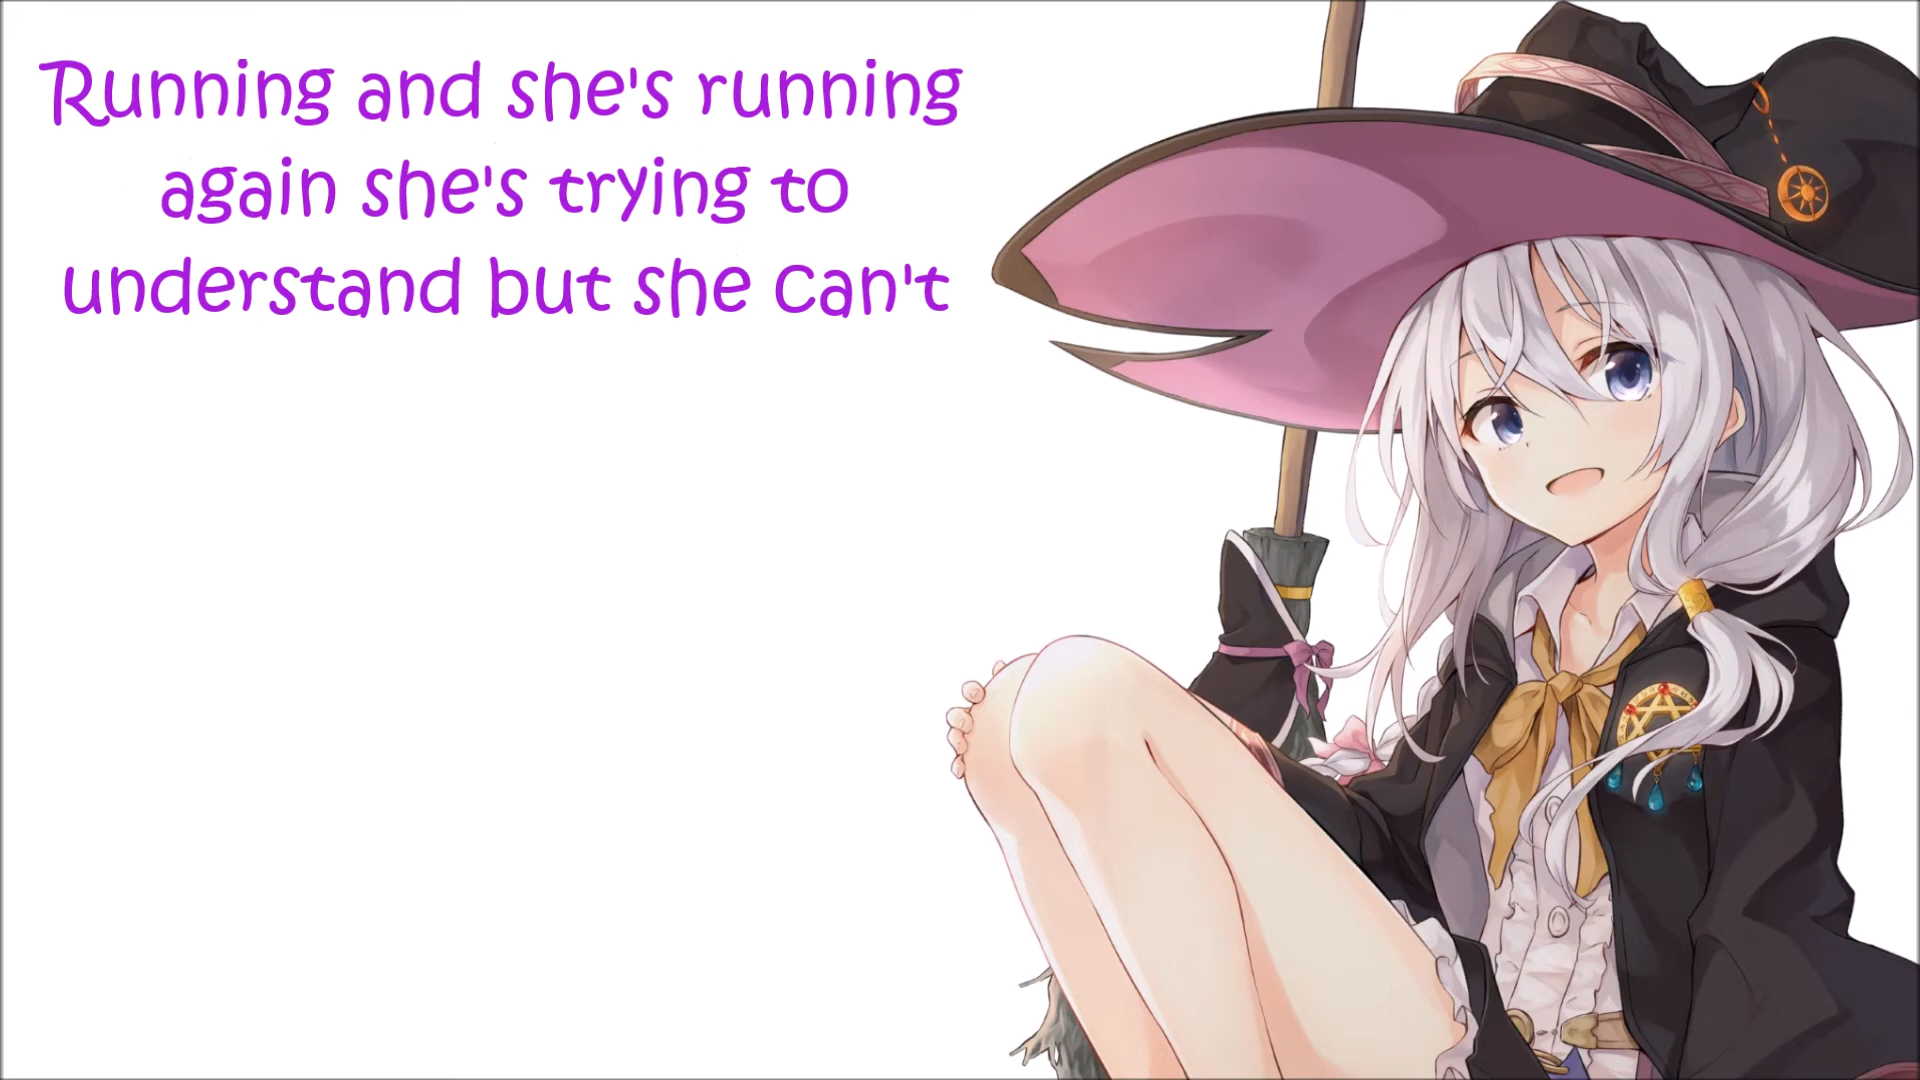 Running and she's running
again she's trying to
understand but she can't